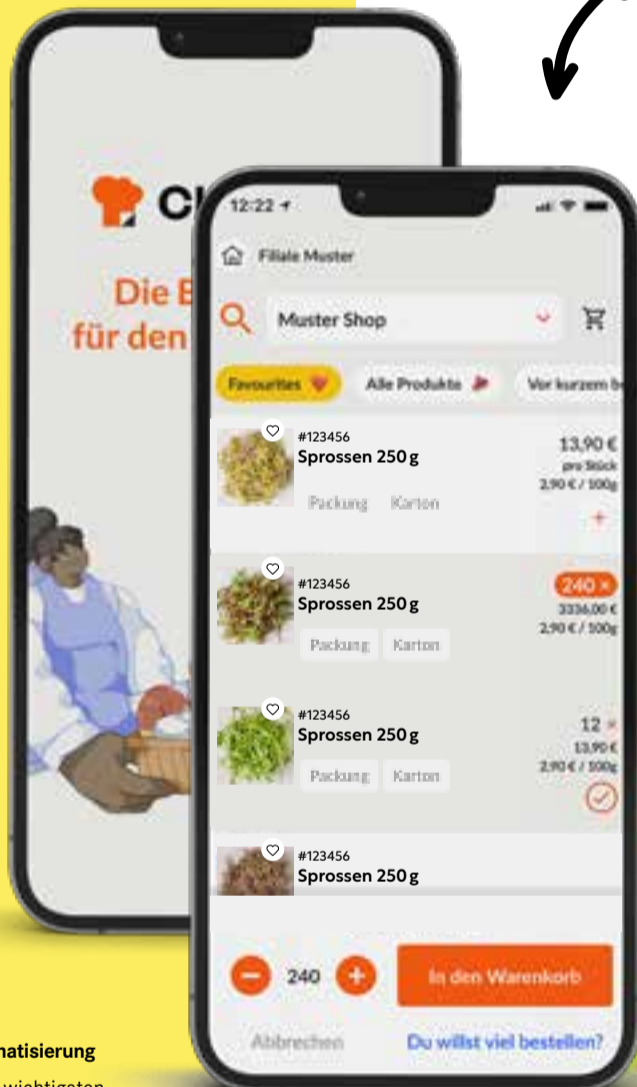 Die
für den
12:22
Filiale Muster
Muster Shop
Favourites
Alle Produkte
Vor kurzem
#123456
Sprossen 250 g
Packung Karton
13,90 €
pro Stück
2,90 € / 100g
+
#123456
Sprossen 250 g
Packung Karton
240 ×
3336,00 €
2,90 € / 100g
#123456
Sprossen 250 g
Packung Karton
12 ×
13,90 €
2,90 € / 100g
#123456
Sprossen 250 g
240
In den Warenkorb
Abbrechen
Du willst viel bestellen?
matisierung
wichtigsten